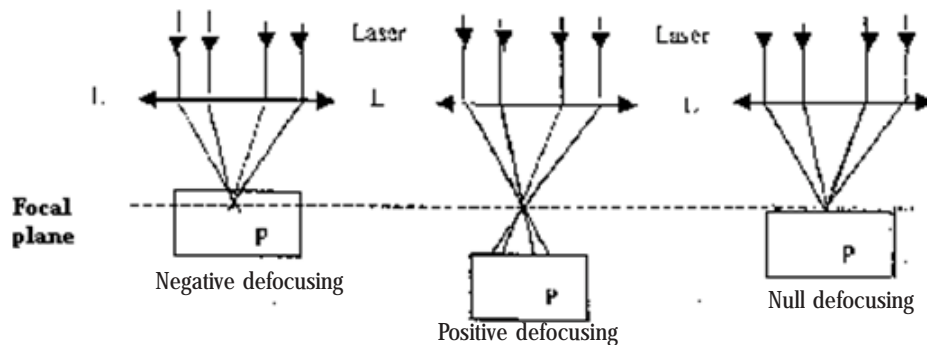 Laser
Laser
L
L
L
Focal
plane
P
P
P
Negative defocusing
Positive defocusing
Null defocusing